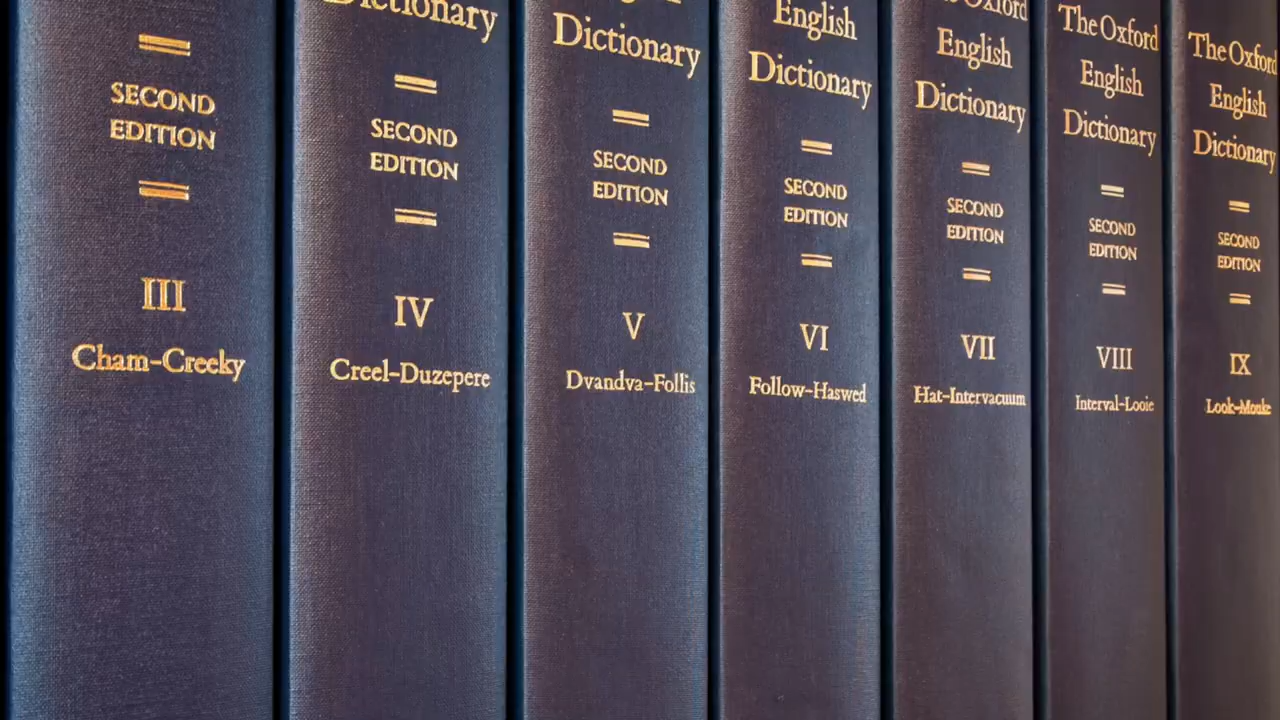 SECOND
EDITION
III
Cham–Creeky
Dictionary
SECOND
EDITION
IV
Creel–Duzepere
Dictionary
SECOND
EDITION
V
Dvandva–Follis
English
Dictionary
SECOND
EDITION
VI
Follow–Haswed
The Oxford
English
Dictionary
SECOND
EDITION
VII
Hat–Intervacuum
The Oxford
English
Dictionary
SECOND
EDITION
VIII
Interval–Looie
The Oxford
English
Dictionary
SECOND
EDITION
IX
Look–Mouke